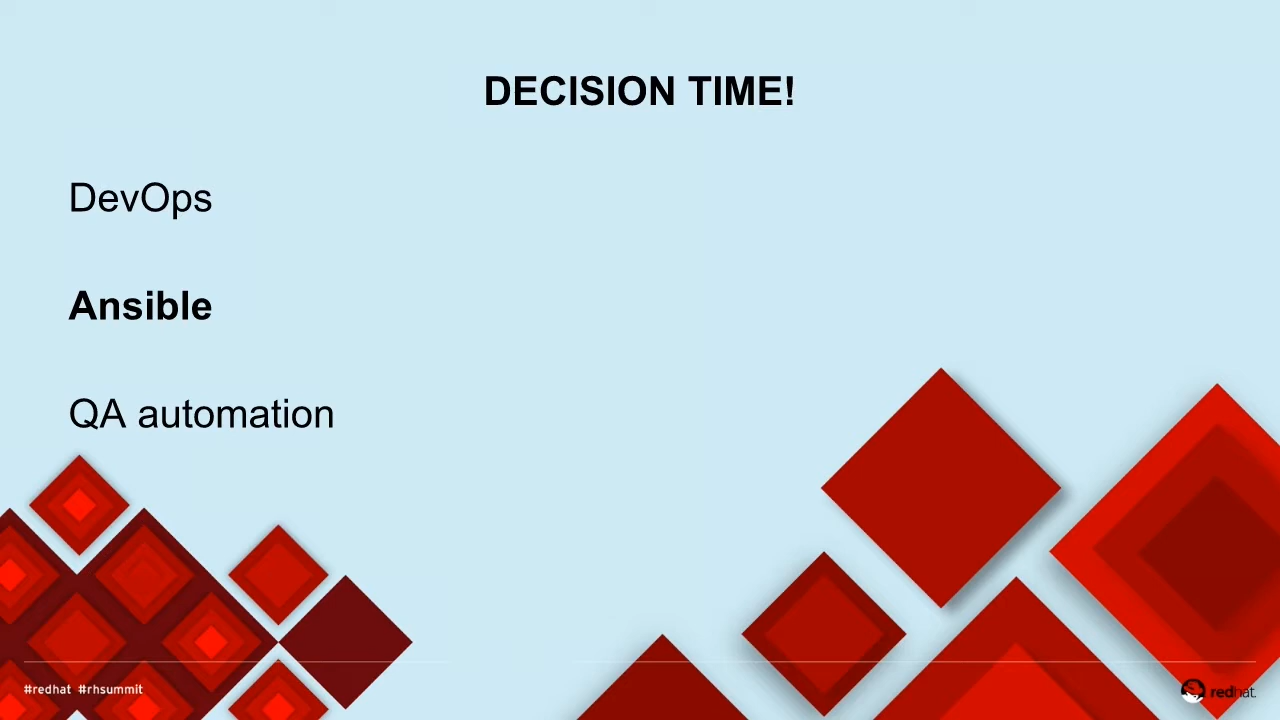 DECISION TIME!
DevOps
Ansible
QA automation
#redhat #rhsummit
redhat.